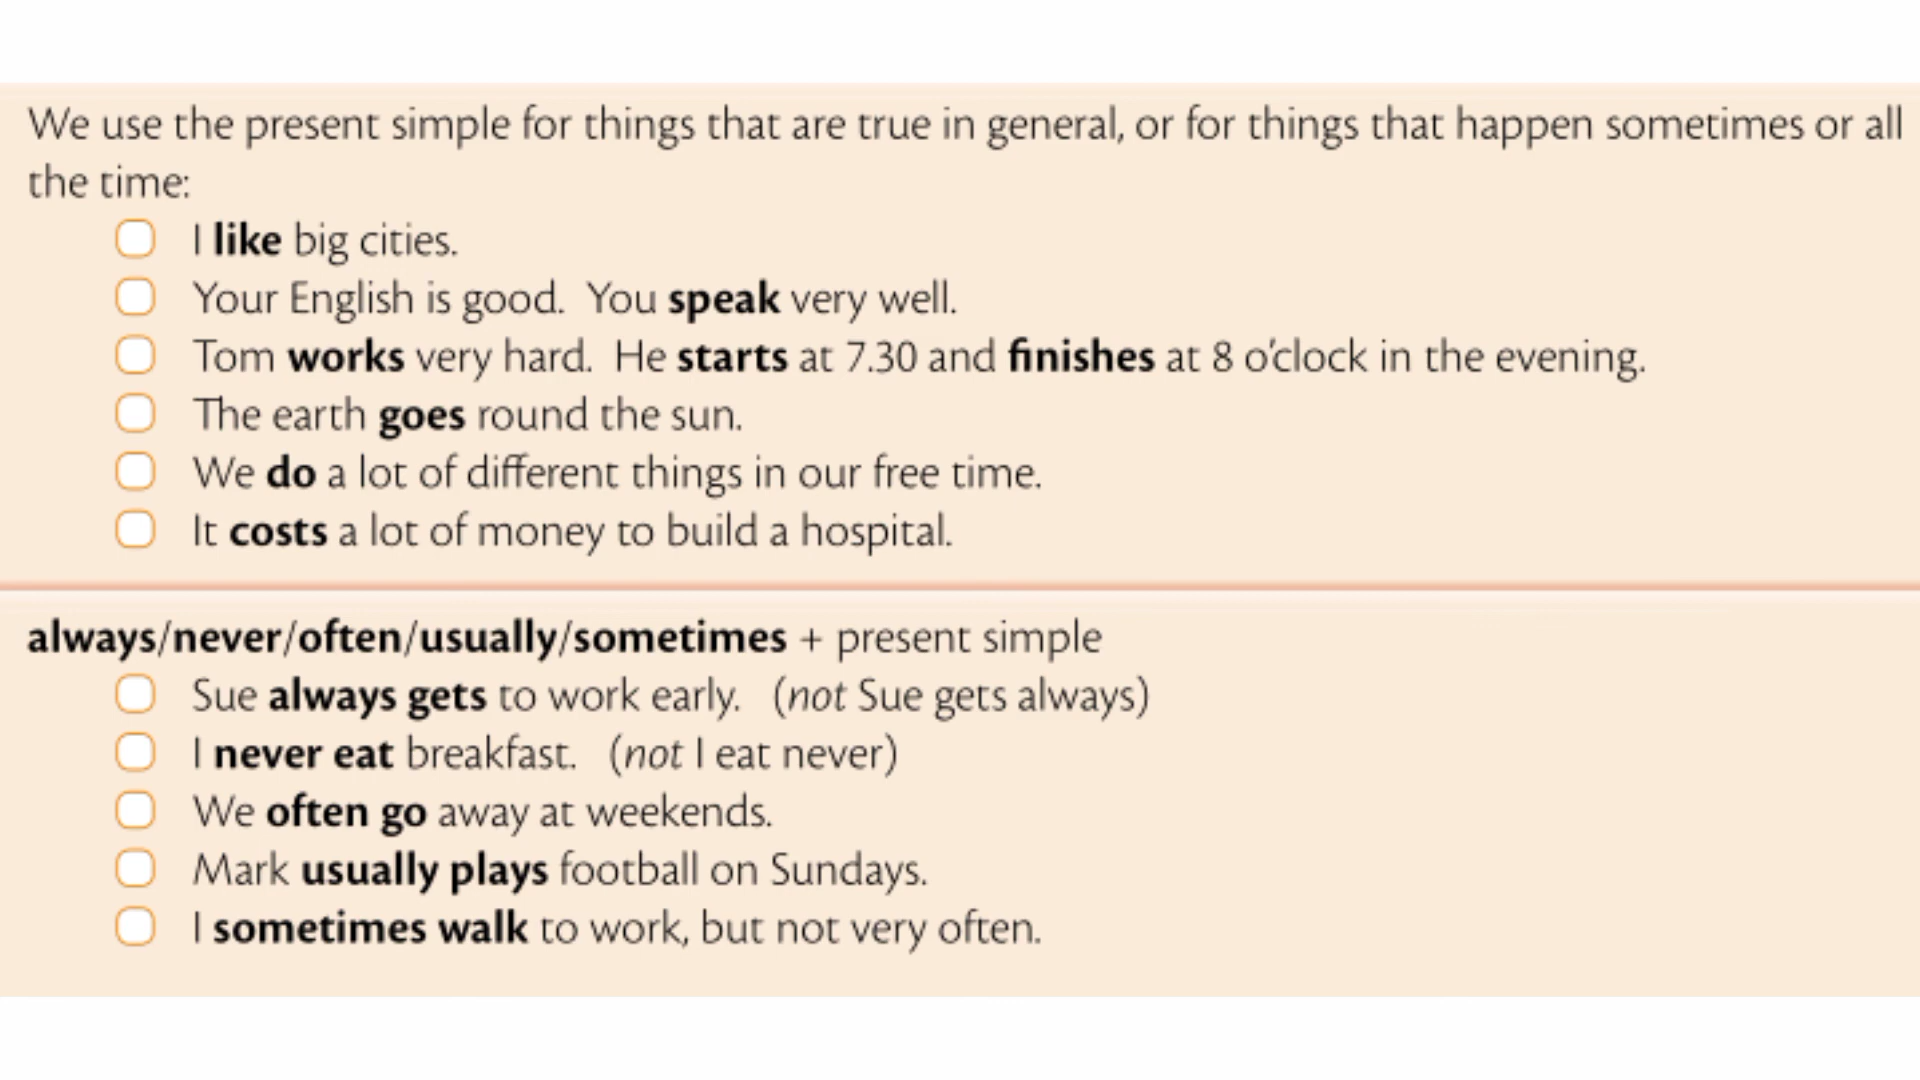 We use the present simple for things that are true in general, or for things that happen sometimes or all
the time:
I like big cities.
Your English is good. You speak very well.
Tom works very hard. He starts at 7.30 and finishes at 8 o'clock in the evening.
The earth goes round the sun.
We do a lot of different things in our free time.
It costs a lot of money to build a hospital.
always/never/often/usually/sometimes + present simple
Sue always gets to work early. (not Sue gets always)
I never eat breakfast. (not I eat never)
We often go away at weekends.
Mark usually plays football on Sundays.
I sometimes walk to work, but not very often.